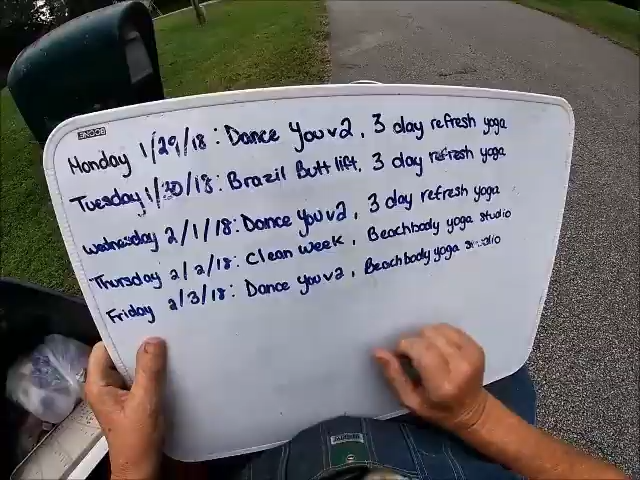 BOONE
Monday 1/29/18: Dance You v2, 3 day refresh yoga
Tuesday 1/30/18: Brazil Butt lift, 3 day refresh yoga
Wednesday 2/1/18: Dance You v2, 3 day refresh yoga
Thursday 2/2/18: Clean week, Beachbody yoga studio
Friday 2/3/18: Dance You v2, Beachbody yoga studio